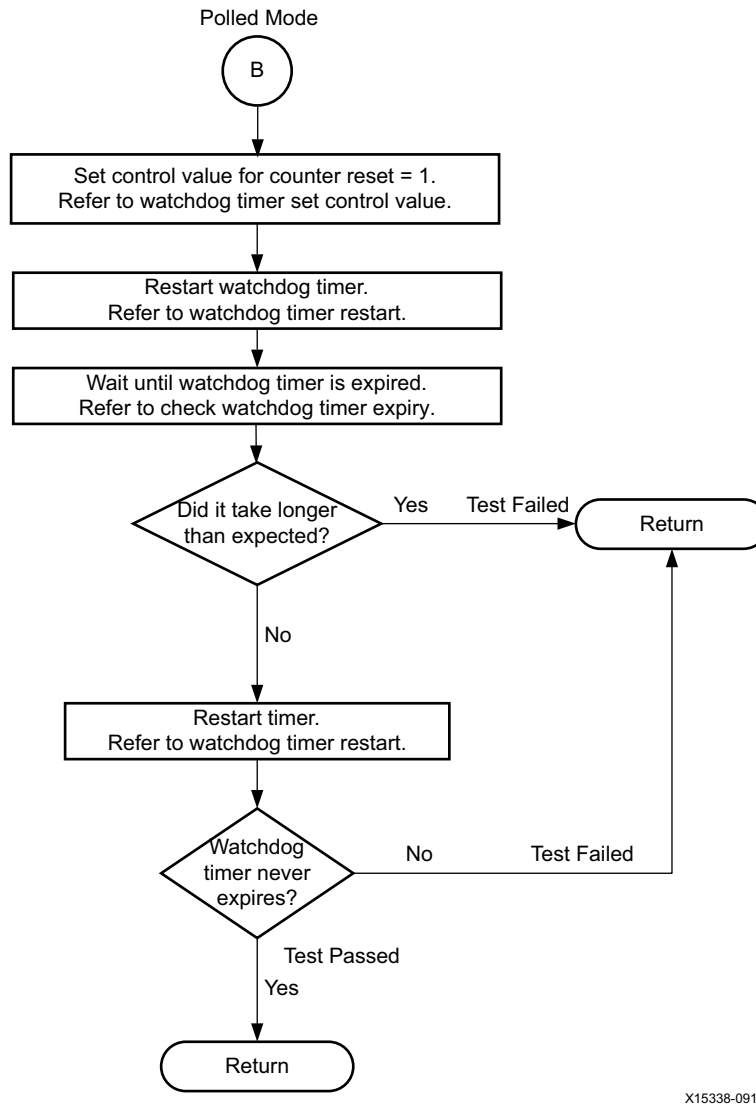 Polled Mode
B
Set control value for counter reset = 1.
Refer to watchdog timer set control value.
Restart watchdog timer.
Refer to watchdog timer restart.
Wait until watchdog timer is expired.
Refer to check watchdog timer expiry.
Did it take longer
than expected?
Yes
Test Failed
Return
No
Restart timer.
Refer to watchdog timer restart.
Watchdog
timer never
expires?
No
Test Failed
Test Passed
Yes
Return
X15338-091